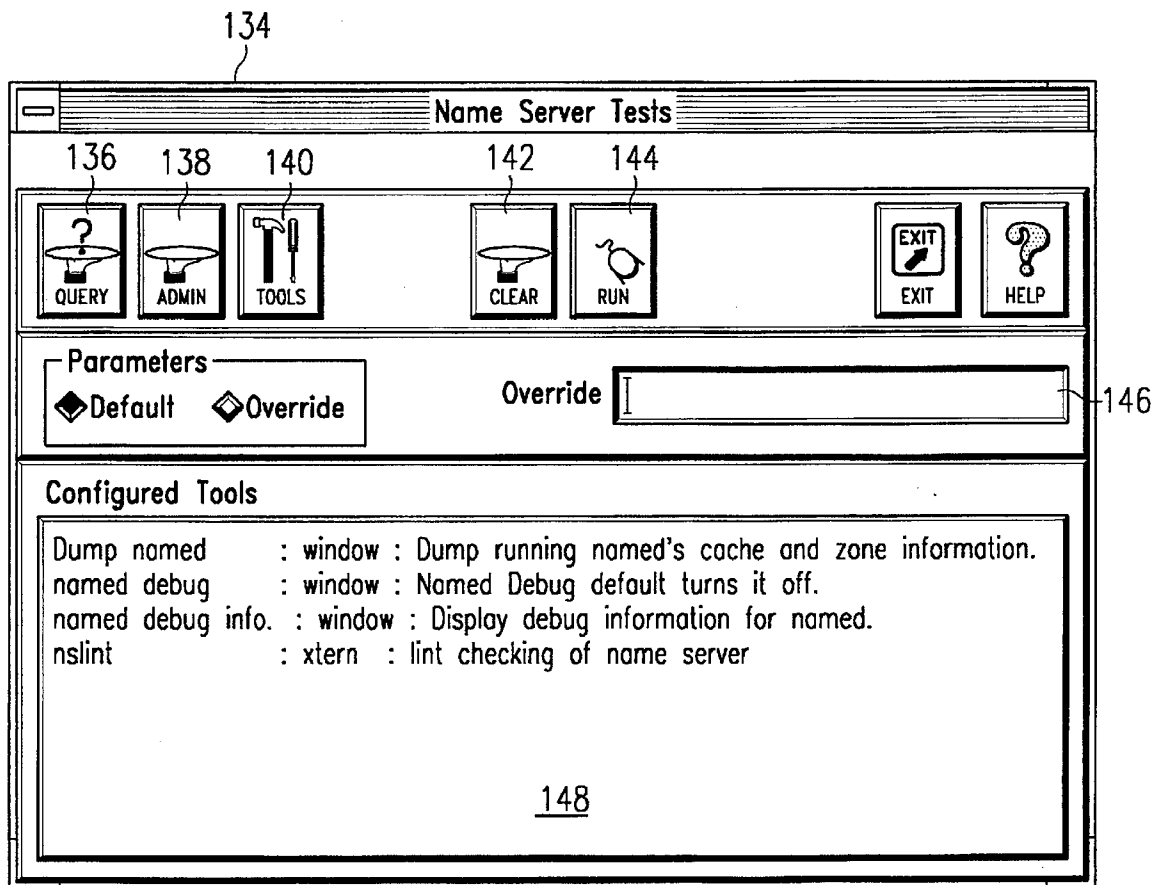 134
Name Server Tests
136 138 140 142 144
?
QUERY ADMIN TOOLS CLEAR RUN EXIT EXIT HELP
Parameters
Default Override Override 146
Configured Tools
Dump named : window : Dump running named's cache and zone information.
named debug : window : Named Debug default turns it off.
named debug info. : window : Display debug information for named.
nslint : xtern : lint checking of name server
148